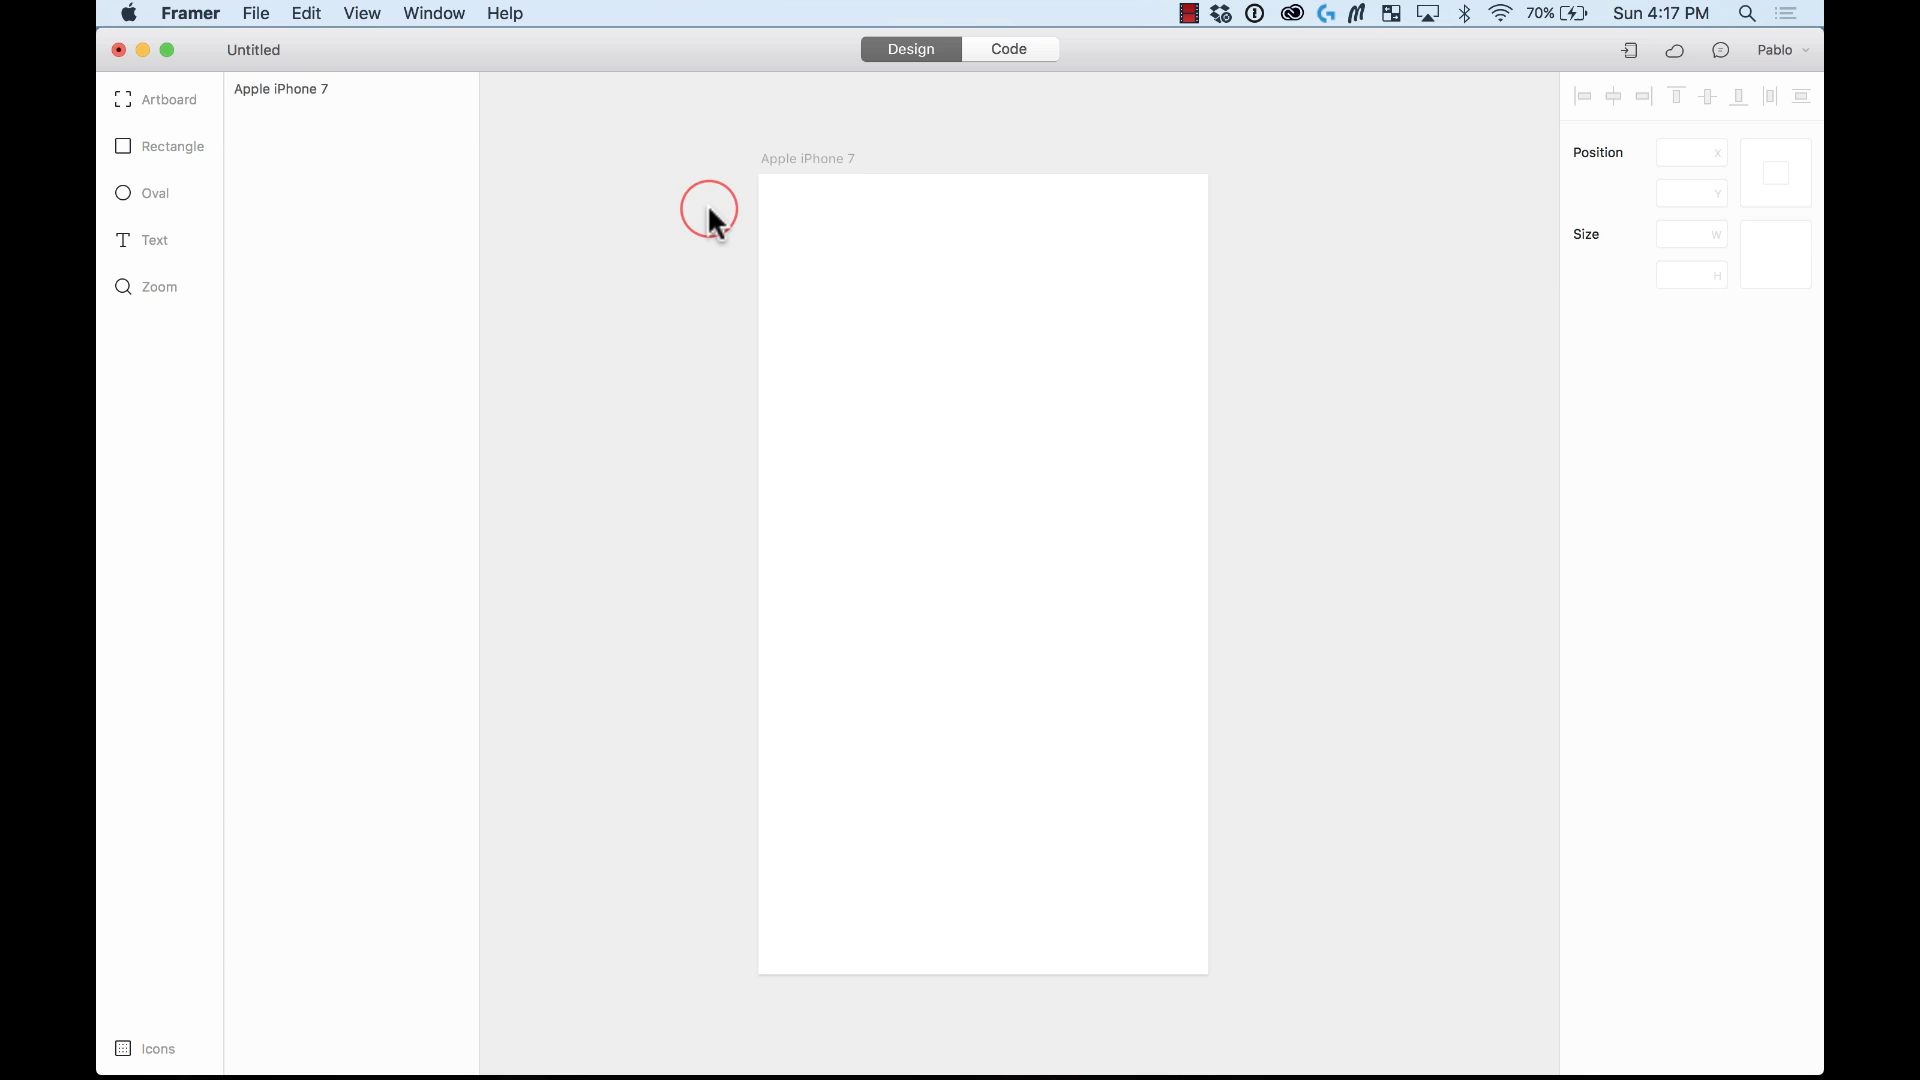 Framer File Edit View Window Help 70% Sun 4:17 PM
Untitled Design Code Pablo
Artboard
Rectangle
Oval
Text
Zoom
Icons
Apple iPhone 7
Apple iPhone 7
Position X
Y
Size W
H